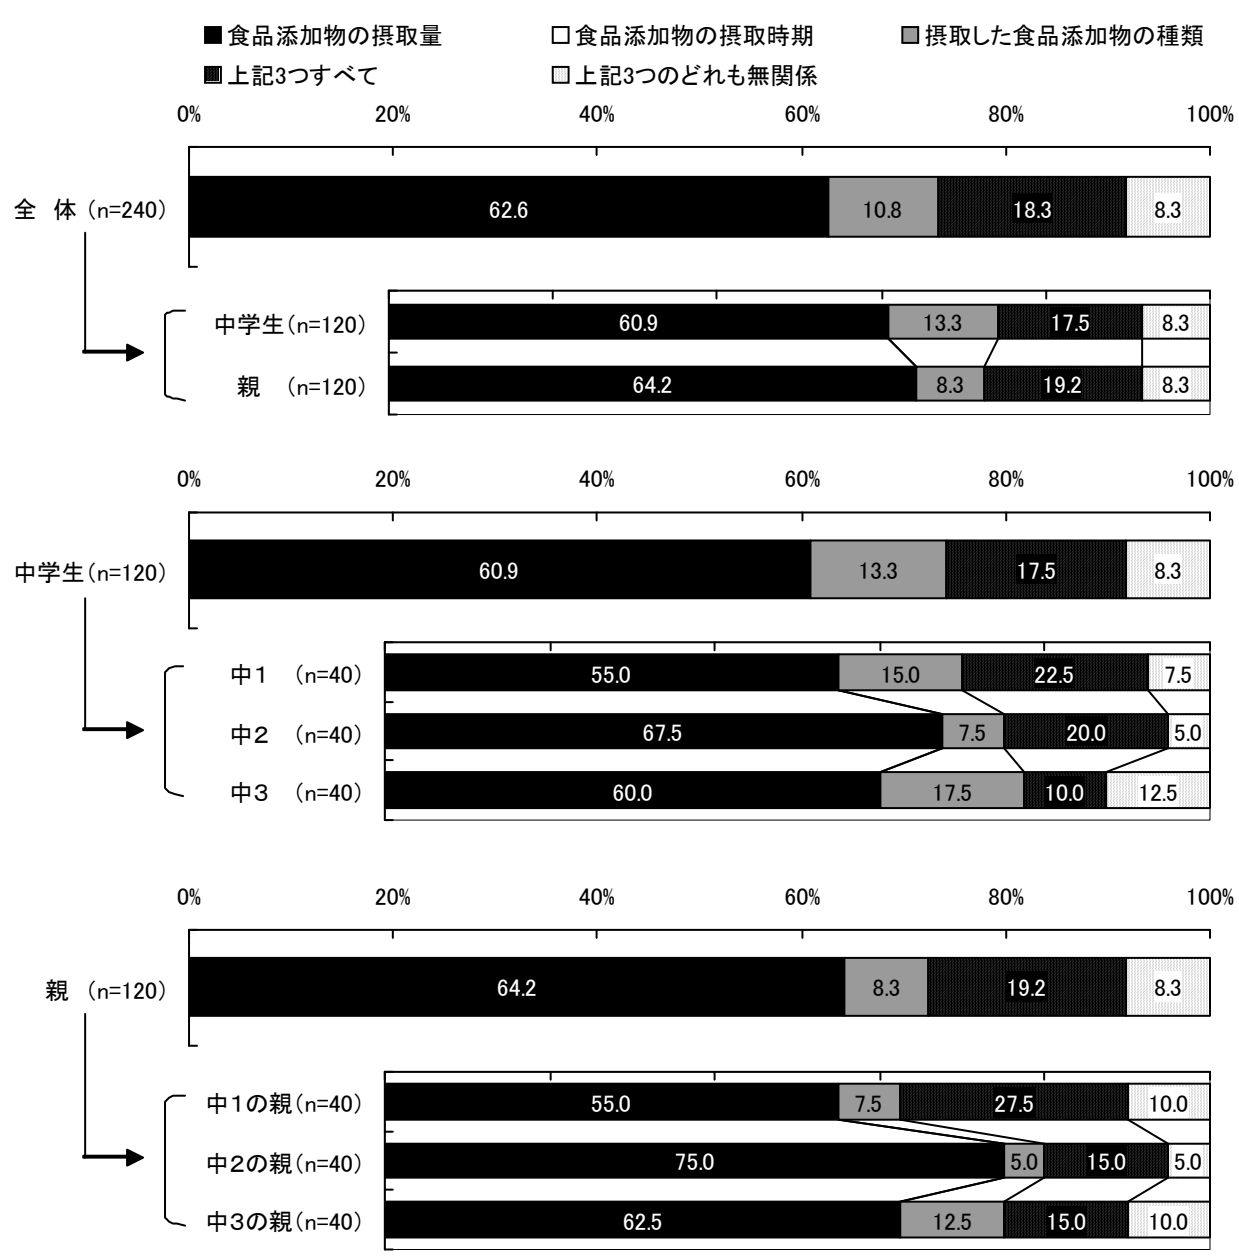 ■食品添加物の摂取量 □食品添加物の摂取時期 ■摂取した食品添加物の種類
■上記3つすべて □上記3つのどれも無関係
0% 20% 40% 60% 80% 100%
全 体 (n=240) 62.6 10.8 18.3 8.3
中学生(n=120) 60.9 13.3 17.5 8.3
親 (n=120) 64.2 8.3 19.2 8.3
0% 20% 40% 60% 80% 100%
中学生(n=120) 60.9 13.3 17.5 8.3
中1 (n=40) 55.0 15.0 22.5 7.5
中2 (n=40) 67.5 7.5 20.0 5.0
中3 (n=40) 60.0 17.5 10.0 12.5
0% 20% 40% 60% 80% 100%
親 (n=120) 64.2 8.3 19.2 8.3
中1の親(n=40) 55.0 7.5 27.5 10.0
中2の親(n=40) 75.0 5.0 15.0 5.0
中3の親(n=40) 62.5 12.5 15.0 10.0